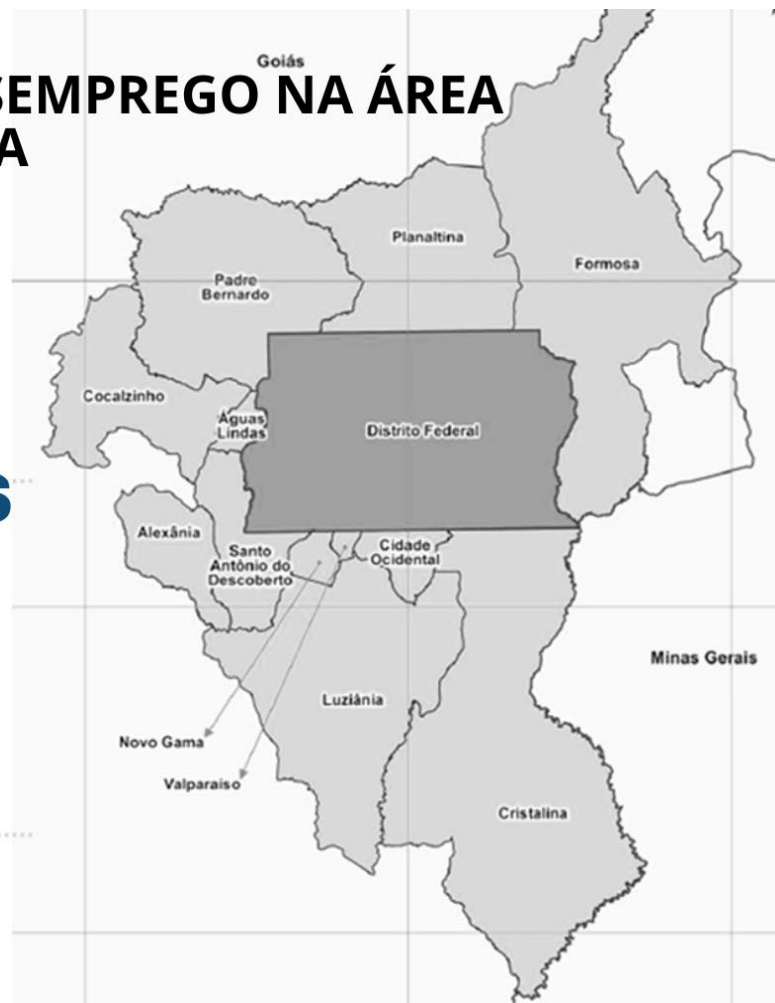 Goiás
SEMPREGO NA ÁREA
A
Planaltina
Formosa
Padre
Bernardo
Cocalzinho
Águas
Lindas
Distrito Federal
S
Alexânia
Santo
Antônio do
Descoberto
Cidade
Ocidental
Minas Gerais
Luziânia
Novo Gama
Valparaíso
Cristalina